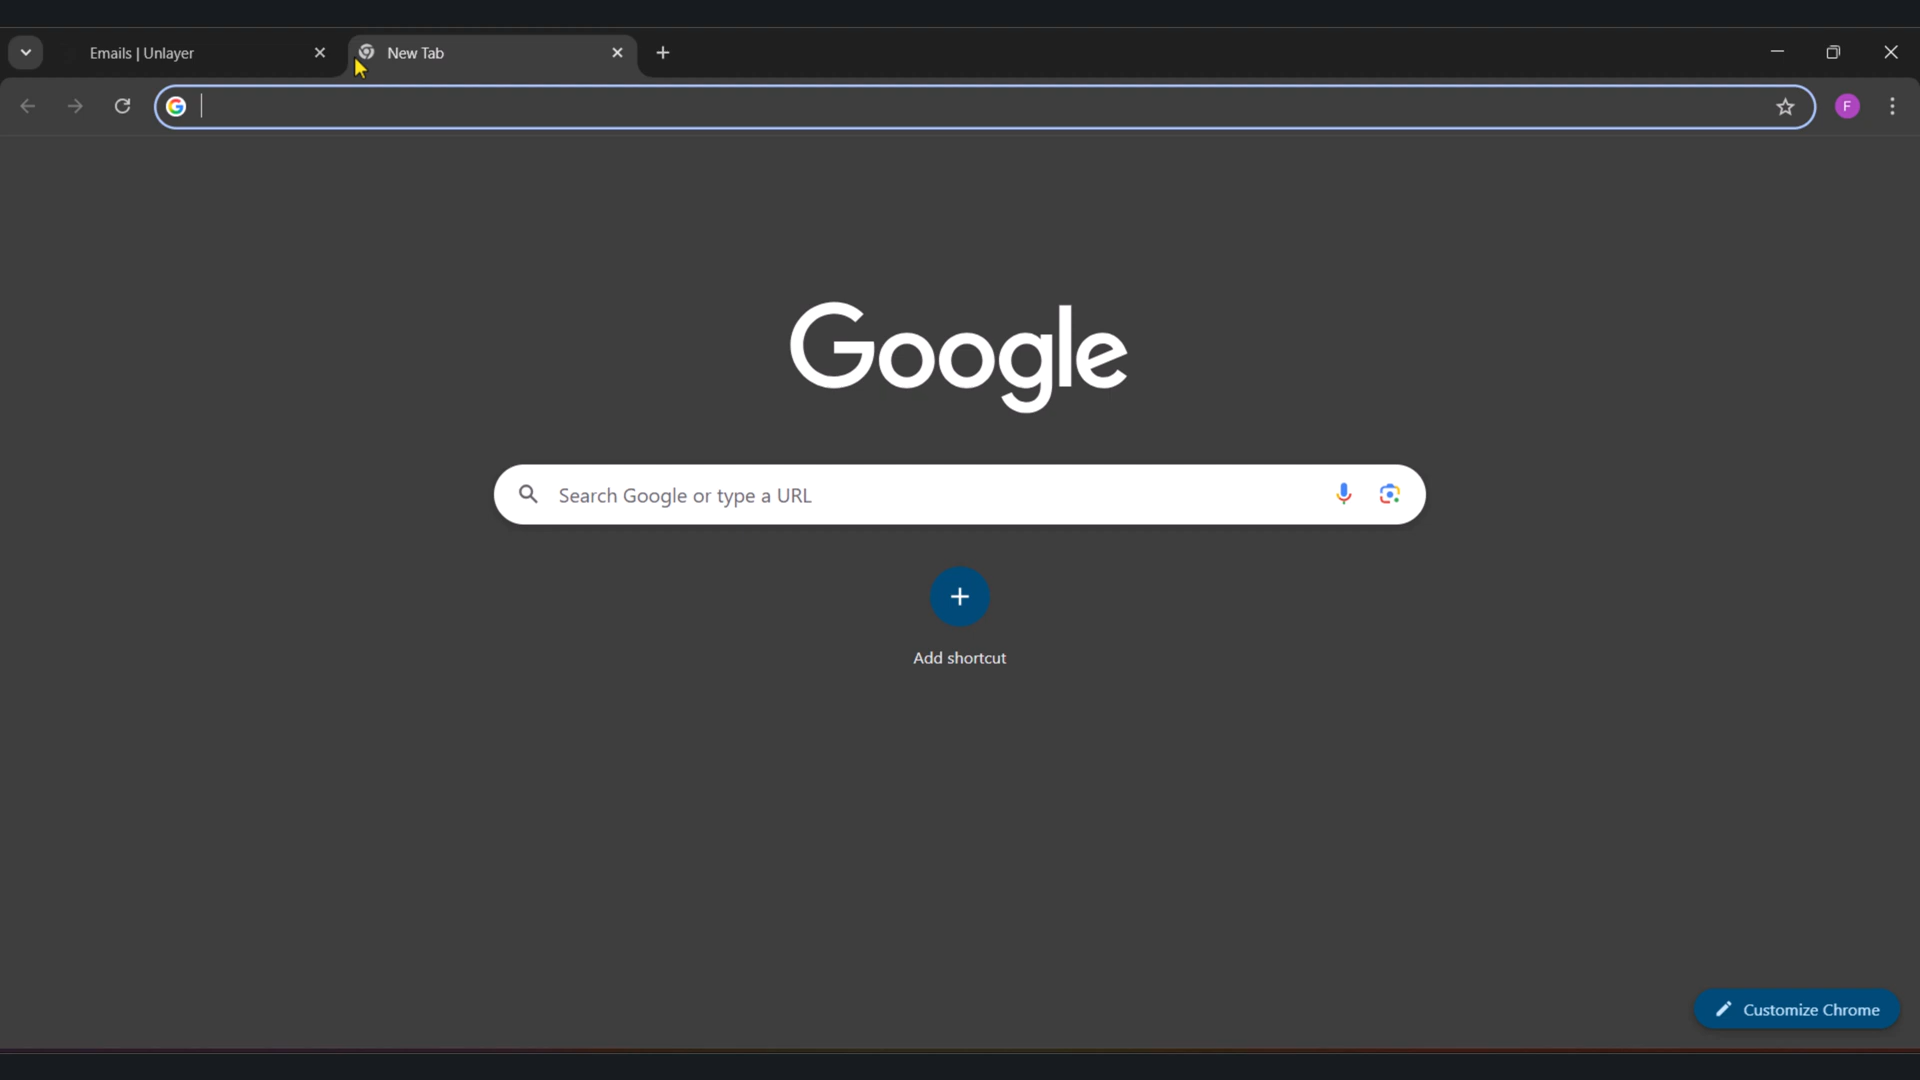 Emails | Unlayer
New Tab
F
Google
Search Google or type a URL
Add shortcut
Customize Chrome